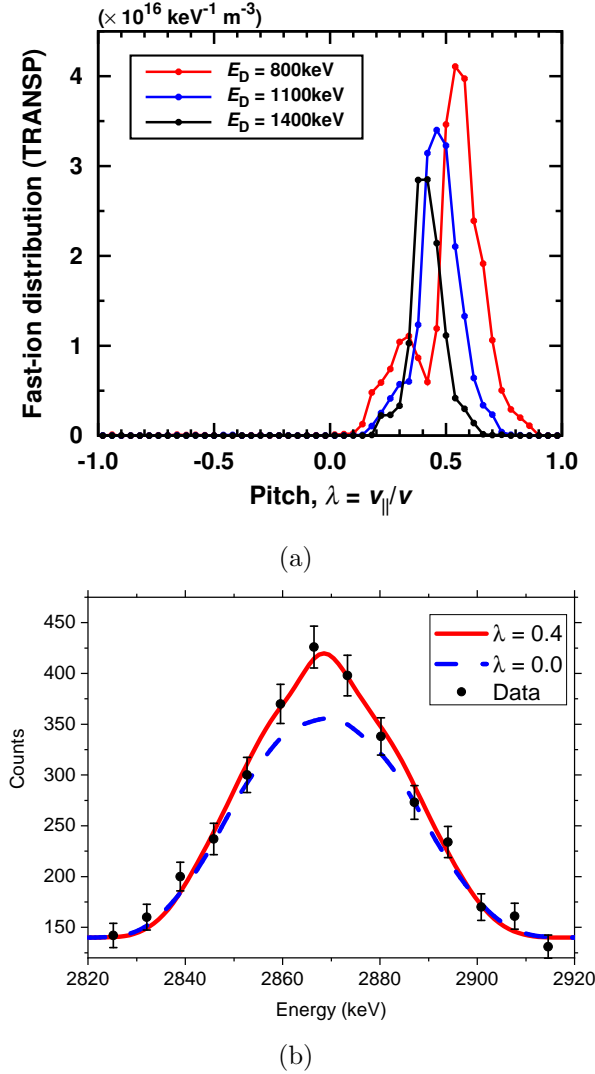 (× 10¹⁶ keV⁻¹ m⁻³)
Fast-ion distribution (TRANSP)
4
3
2
1
0
E_D = 800keV
E_D = 1100keV
E_D = 1400keV
-1.0 -0.5 0.0 0.5 1.0
Pitch, λ = v_||/v
(a)
Counts
450
400
350
300
250
200
150
λ = 0.4
λ = 0.0
Data
2820 2840 2860 2880 2900 2920
Energy (keV)
(b)